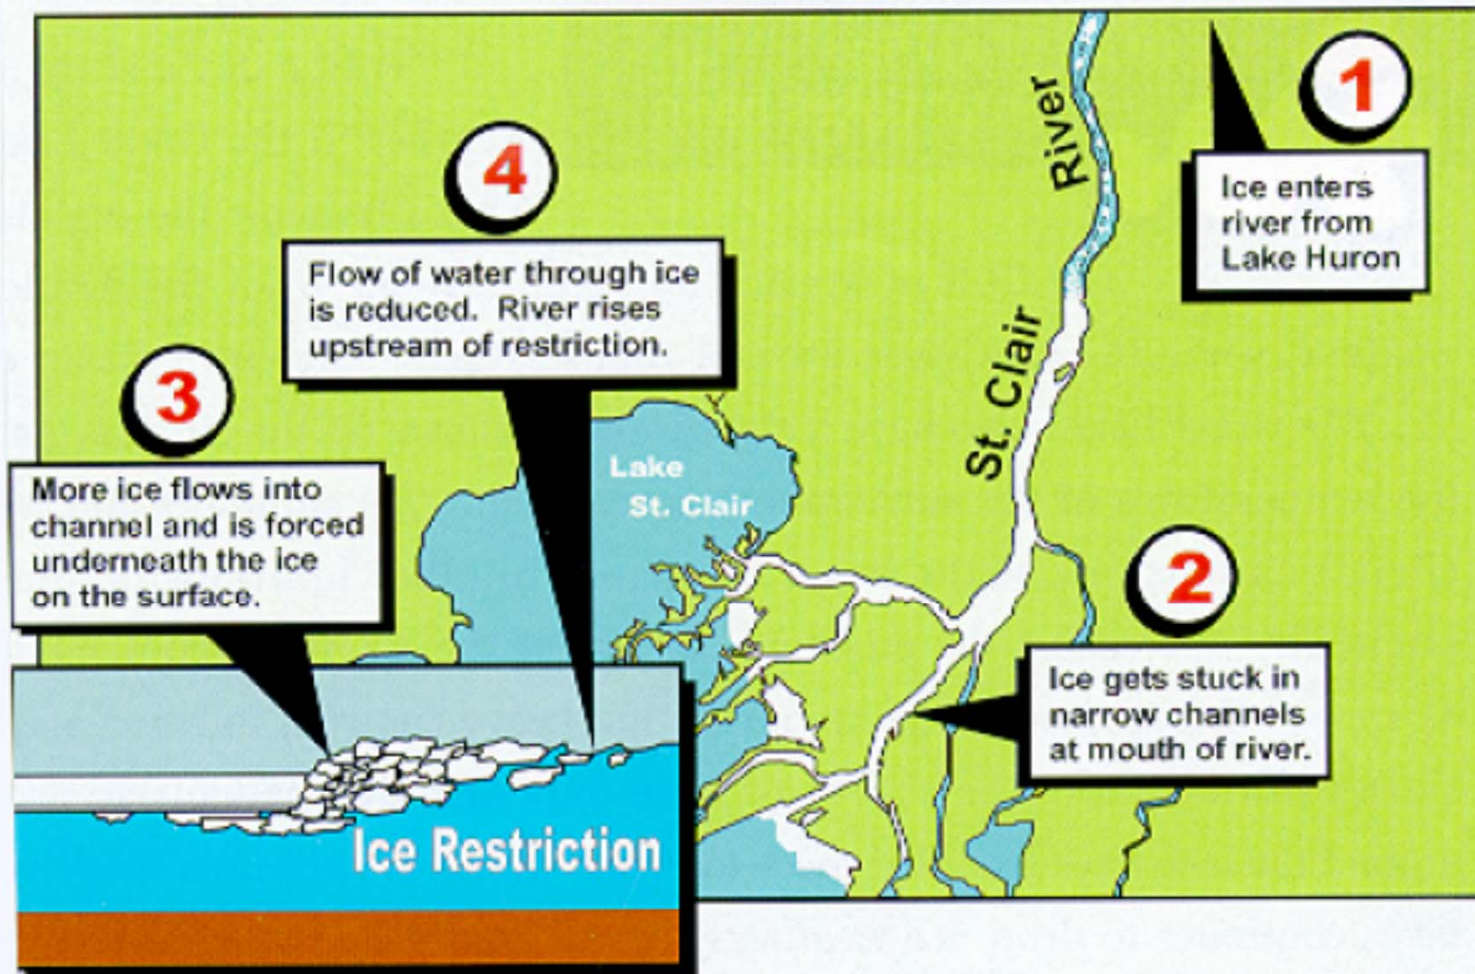 1
Ice enters
river from
Lake Huron
River
St. Clair
2
Ice gets stuck in
narrow channels
at mouth of river.
3
More ice flows into
channel and is forced
underneath the ice
on the surface.
4
Flow of water through ice
is reduced. River rises
upstream of restriction.
Lake
St. Clair
Ice Restriction